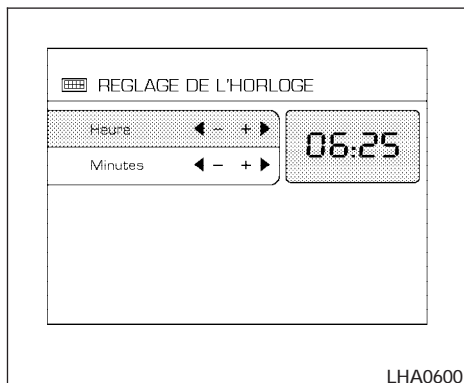 REGLAGE DE L'HORLOGE
Heure ◀ - + ▶ 06:25
Minutes ◀ - + ▶
LHA0600